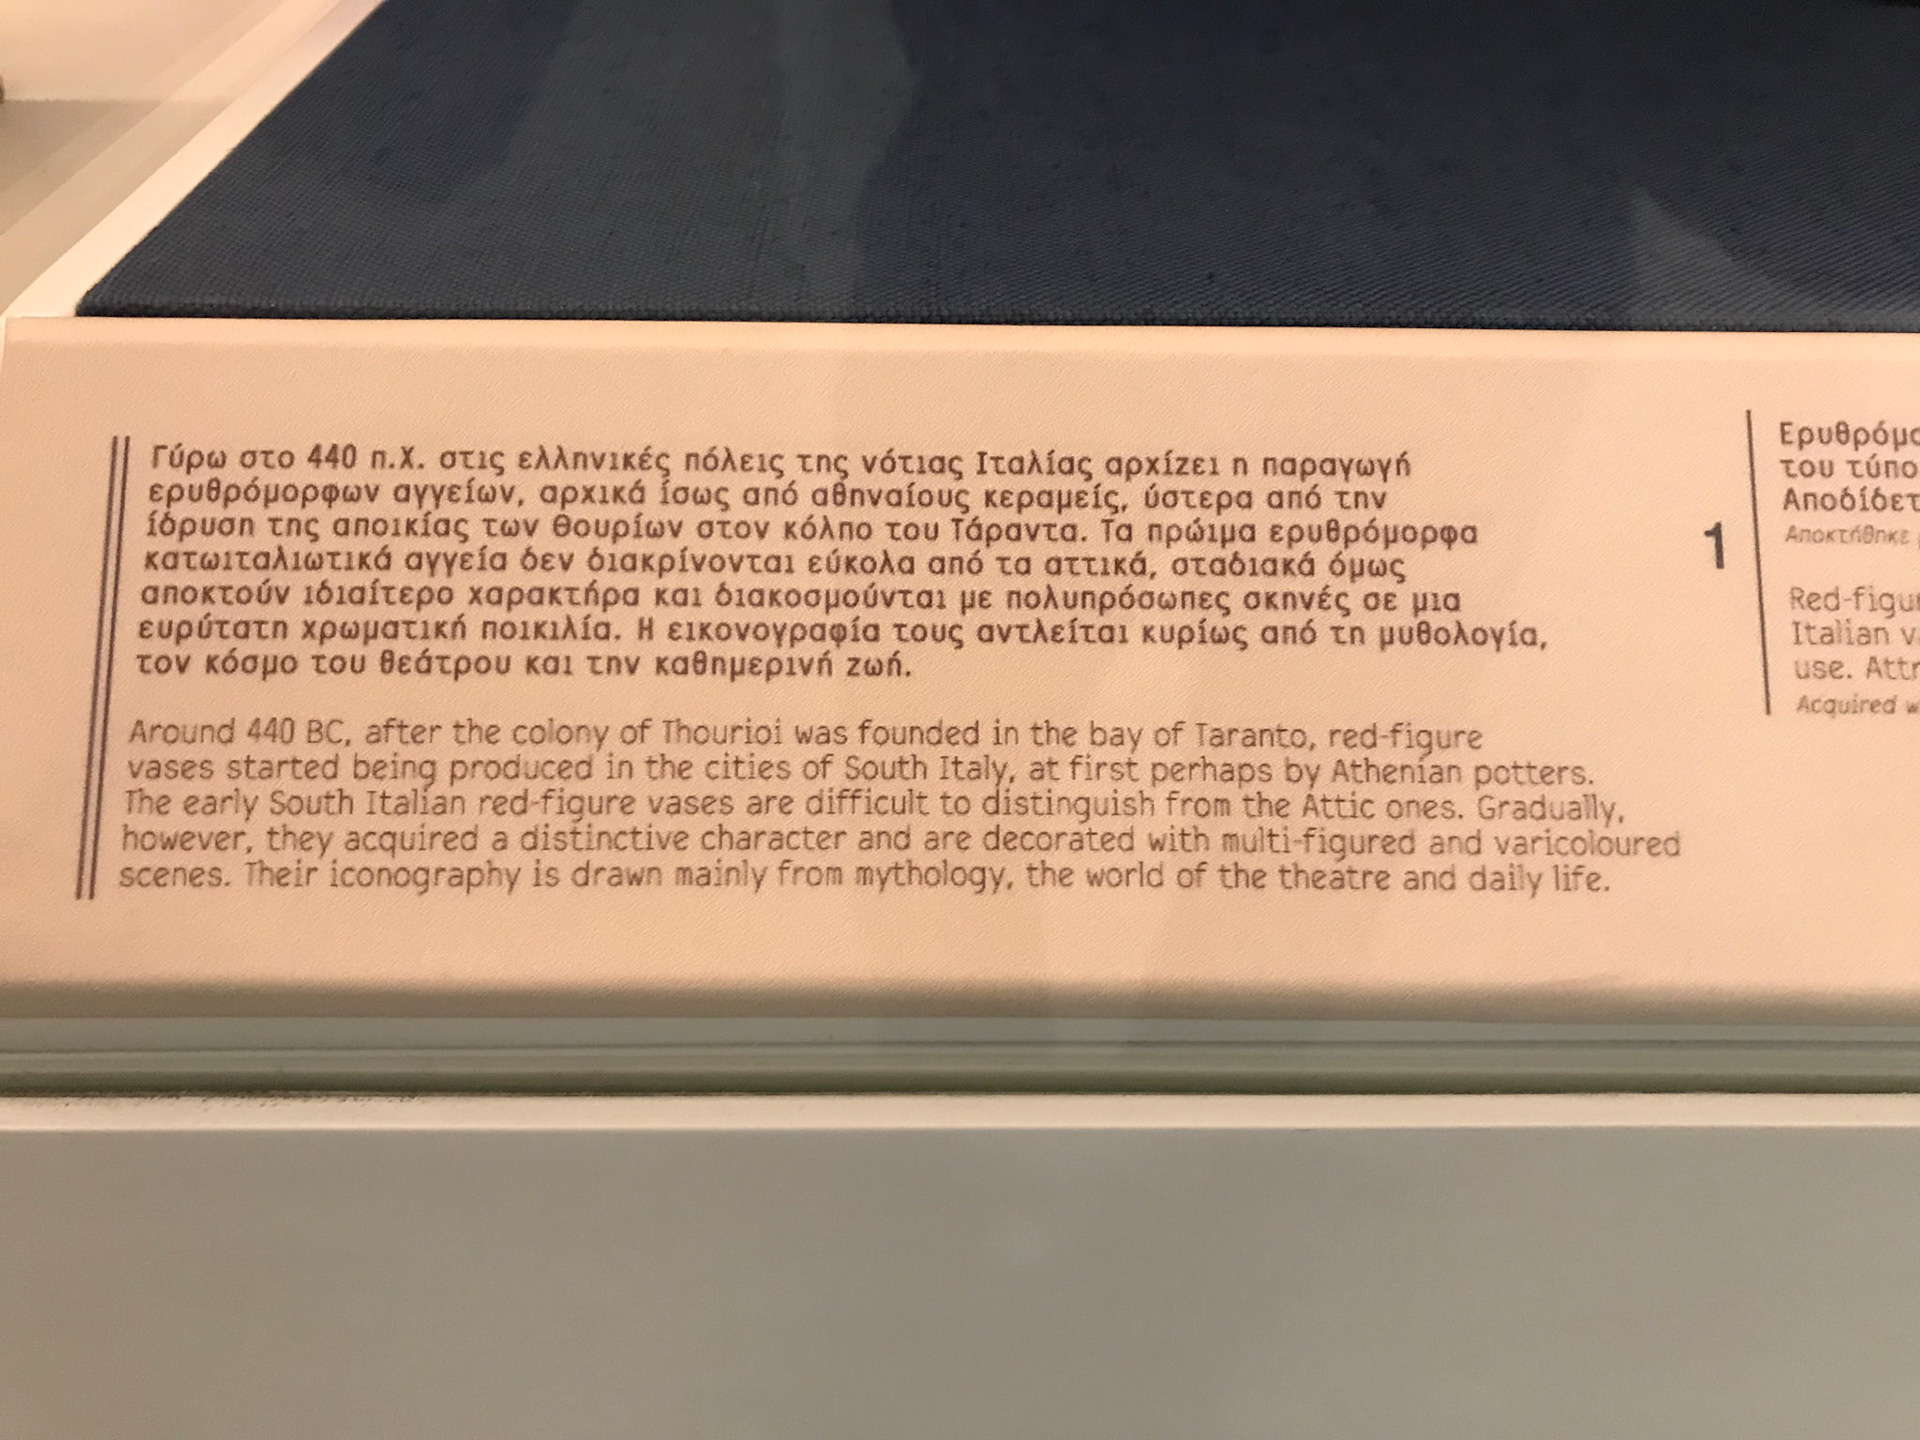 Γύρω στο 440 π.Χ. στις ελληνικές πόλεις της νότιας Ιταλίας αρχίζει η παραγωγή
ερυθρόμορφων αγγείων, αρχικά ίσως από αθηναίους κεραμείς, ύστερα από την
ίδρυση της αποικίας των Θουρίων στον κόλπο του Τάραντα. Τα πρώιμα ερυθρόμορφα
κατωιταλιωτικά αγγεία δεν διακρίνονται εύκολα από τα αττικά, σταδιακά όμως
αποκτούν ιδιαίτερο χαρακτήρα και διακοσμούνται με πολυπρόσωπες σκηνές σε μια
ευρύτατη χρωματική ποικιλία. Η εικονογραφία τους αντλείται κυρίως από τη μυθολογία,
τον κόσμο του θεάτρου και την καθημερινή ζωή.
Around 440 BC, after the colony of Thourioi was founded in the bay of Taranto, red-figure
vases started being produced in the cities of South Italy, at first perhaps by Athenian potters.
The early South Italian red-figure vases are difficult to distinguish from the Attic ones. Gradually,
however, they acquired a distinctive character and are decorated with multi-figured and varicoloured
scenes. Their iconography is drawn mainly from mythology, the world of the theatre and daily life.
1
του
Αποκτήθηκε
Italian
use.
Acquired